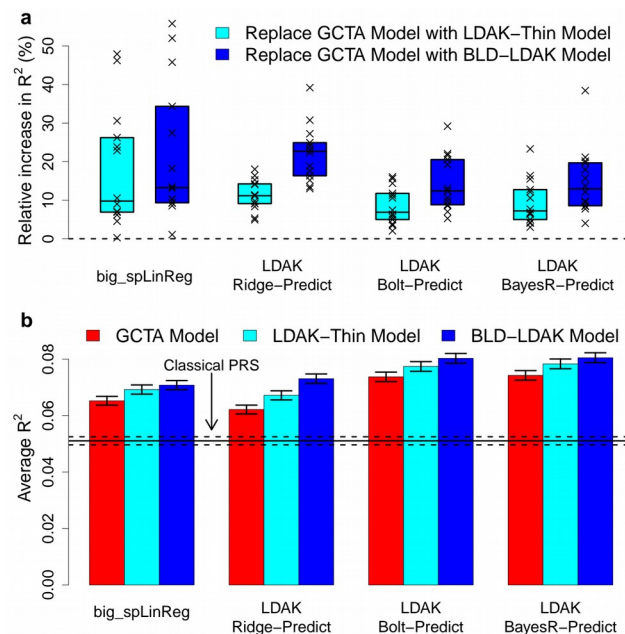 a
Replace GCTA Model with LDAK−Thin Model
Replace GCTA Model with BLD−LDAK Model
Relative increase in R² (%)
50
40
30
20
10
0
big_spLinReg
LDAK
Ridge−Predict
LDAK
Bolt−Predict
LDAK
BayesR−Predict
b
GCTA Model
LDAK−Thin Model
BLD−LDAK Model
Classical PRS
Average R²
0.08
0.06
0.04
0.02
0.00
big_spLinReg
LDAK
Ridge−Predict
LDAK
Bolt−Predict
LDAK
BayesR−Predict